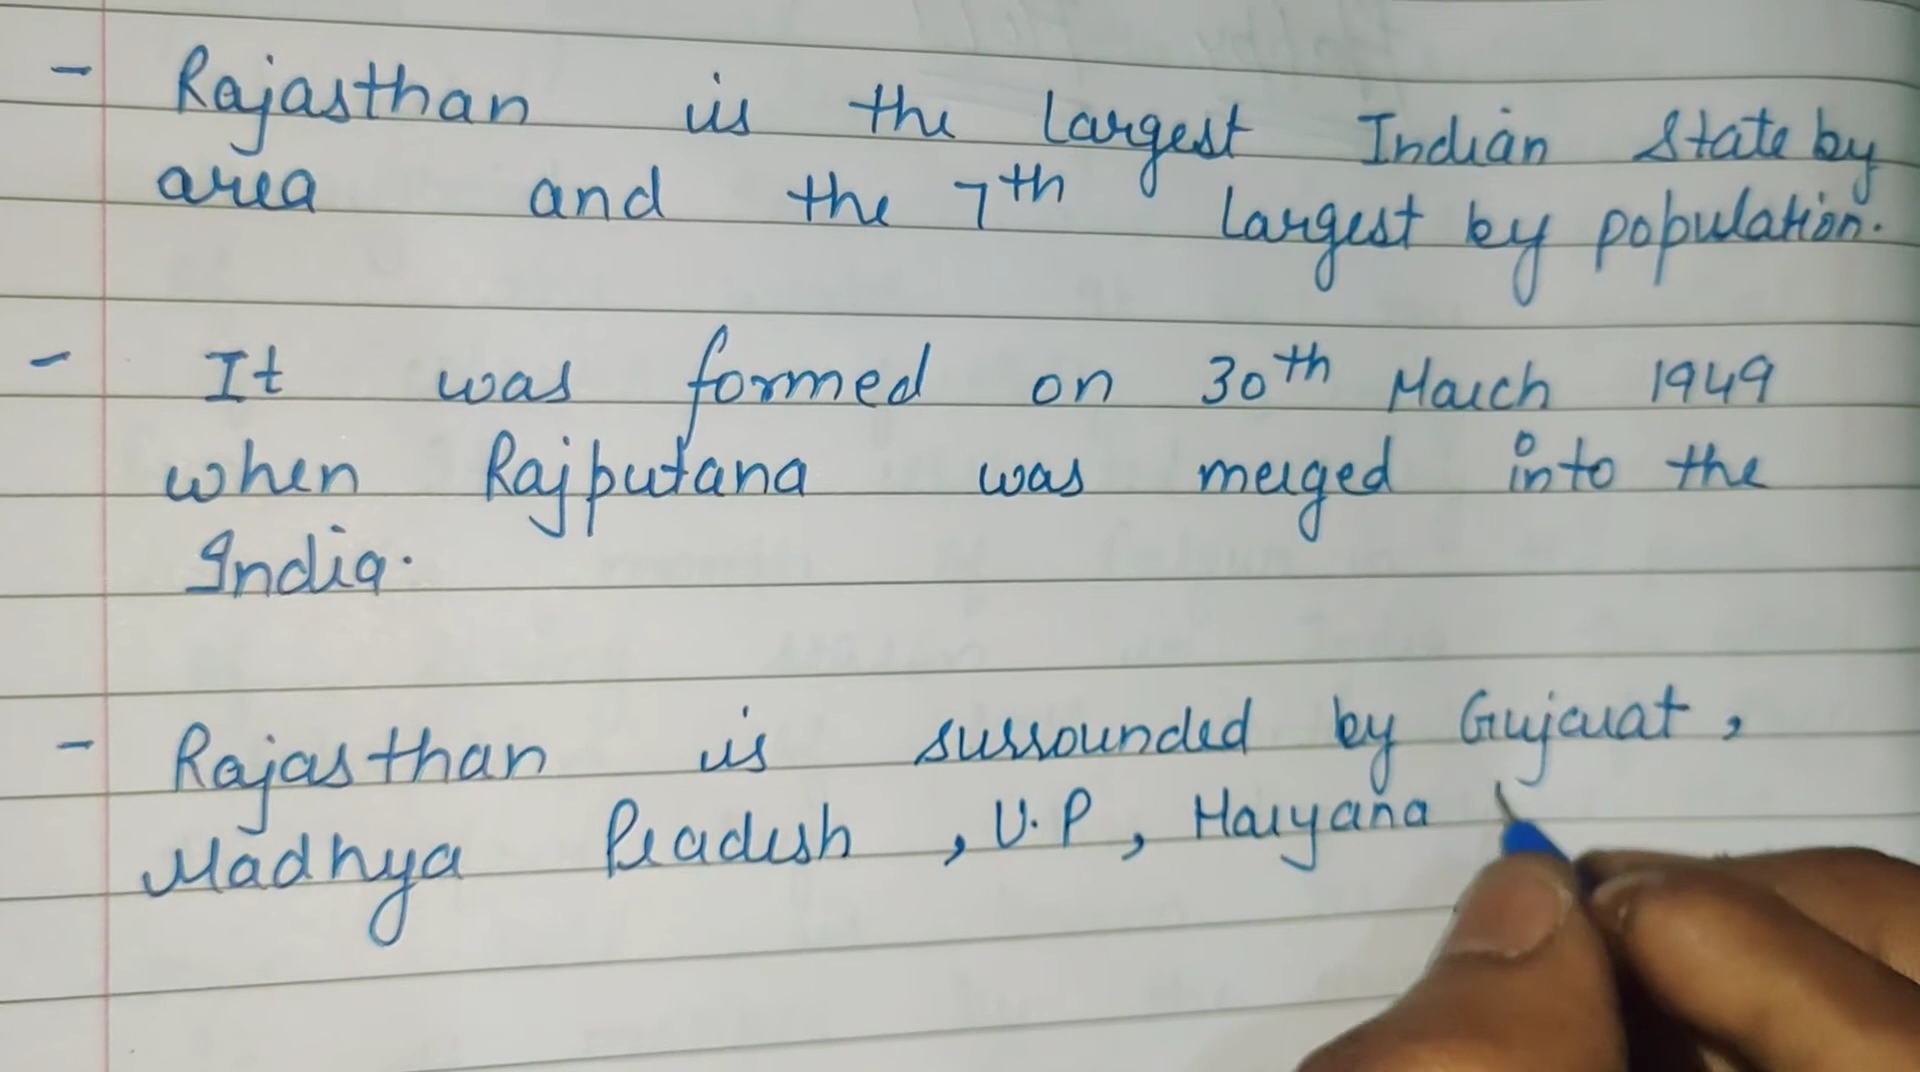 - Rajasthan is the largest Indian State by
area and the 7th largest by population.
- It was formed on 30th March 1949
when Rajputana was merged into the
India.
- Rajasthan is surrounded by Gujarat,
Madhya Pradesh, U.P, Haryana